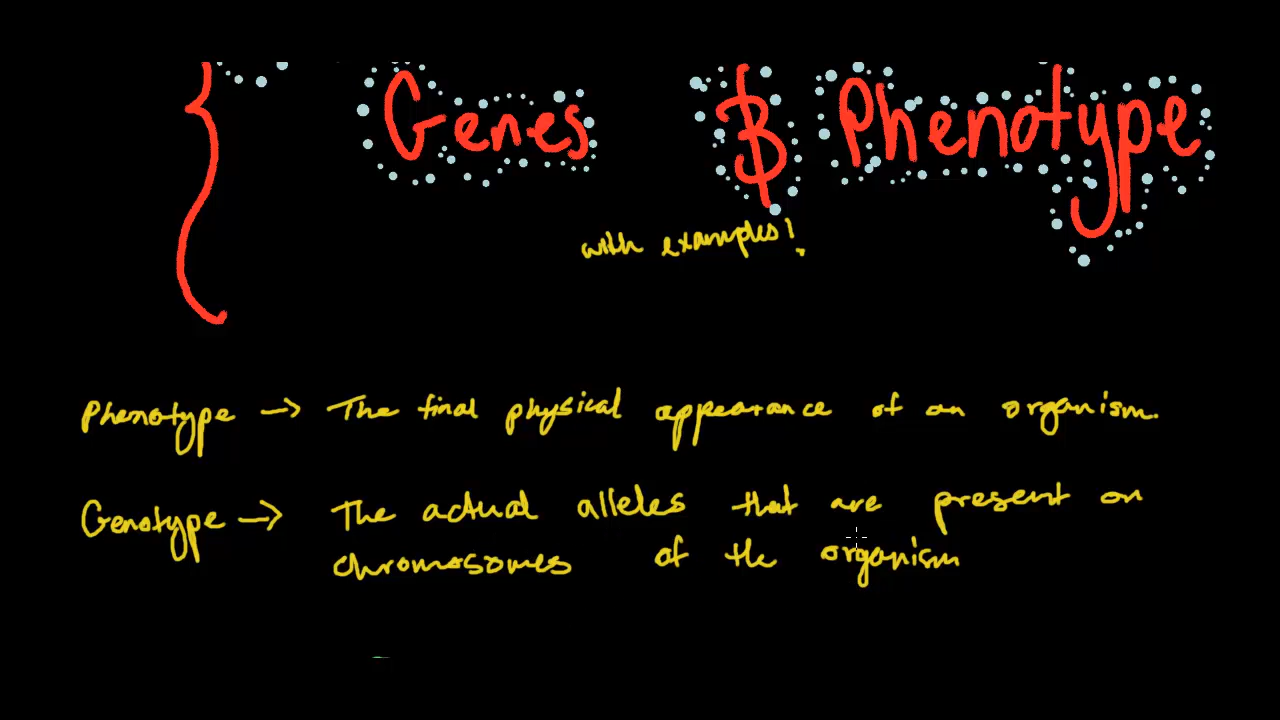 Genes & Phenotype
with examples!
Phenotype → The final physical appearance of an organism.
Genotype → The actual alleles that are present on
chromosomes of the organism